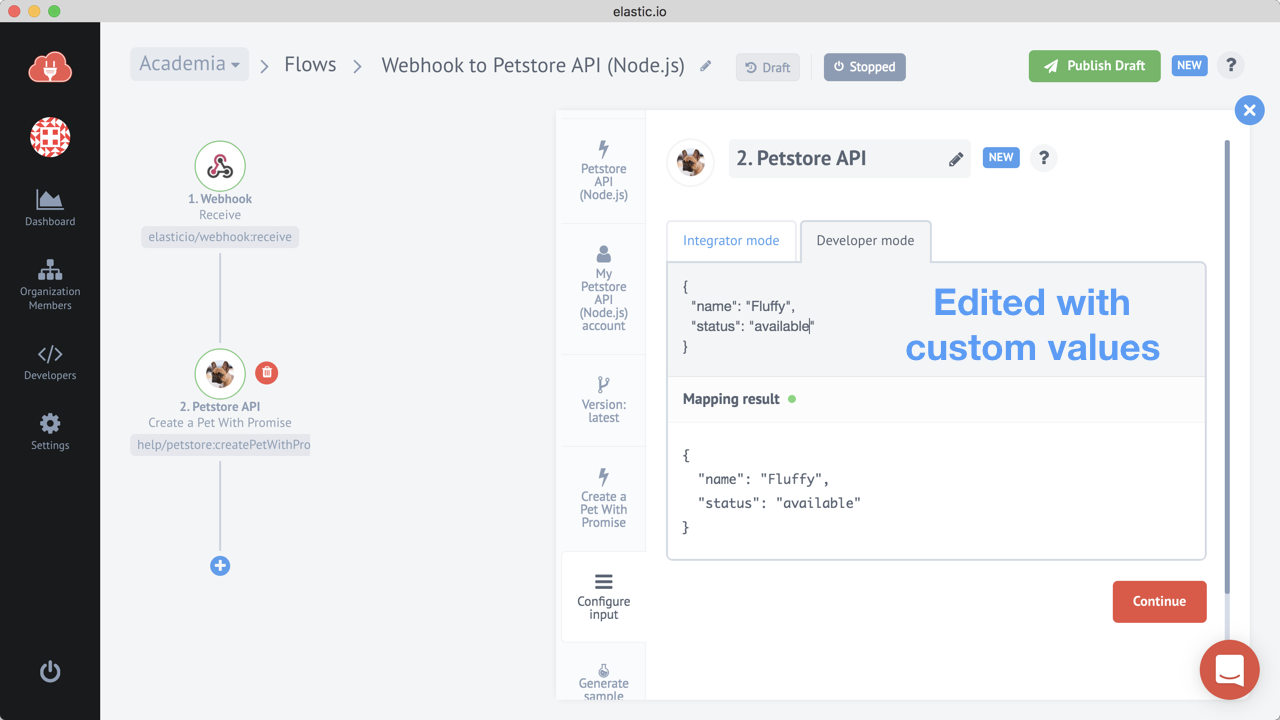 elastic.io
Academia
Flows
Webhook to Petstore API (Node.js)
Draft
Stopped
Publish Draft
NEW
?
Dashboard
Organization
Members
Developers
Settings
1. Webhook
Receive
elasticio/webhook:receive
2. Petstore API
Create a Pet With Promise
help/petstore:createPetWithPro
Petstore
API
(Node.js)
My
Petstore
API
(Node.js)
account
Version:
latest
Create a
Pet With
Promise
Configure
input
Generate
sample
2. Petstore API
NEW
?
Integrator mode
Developer mode
{
"name": "Fluffy",
"status": "available"
}
Edited with
custom values
Mapping result
{
"name": "Fluffy",
"status": "available"
}
Continue